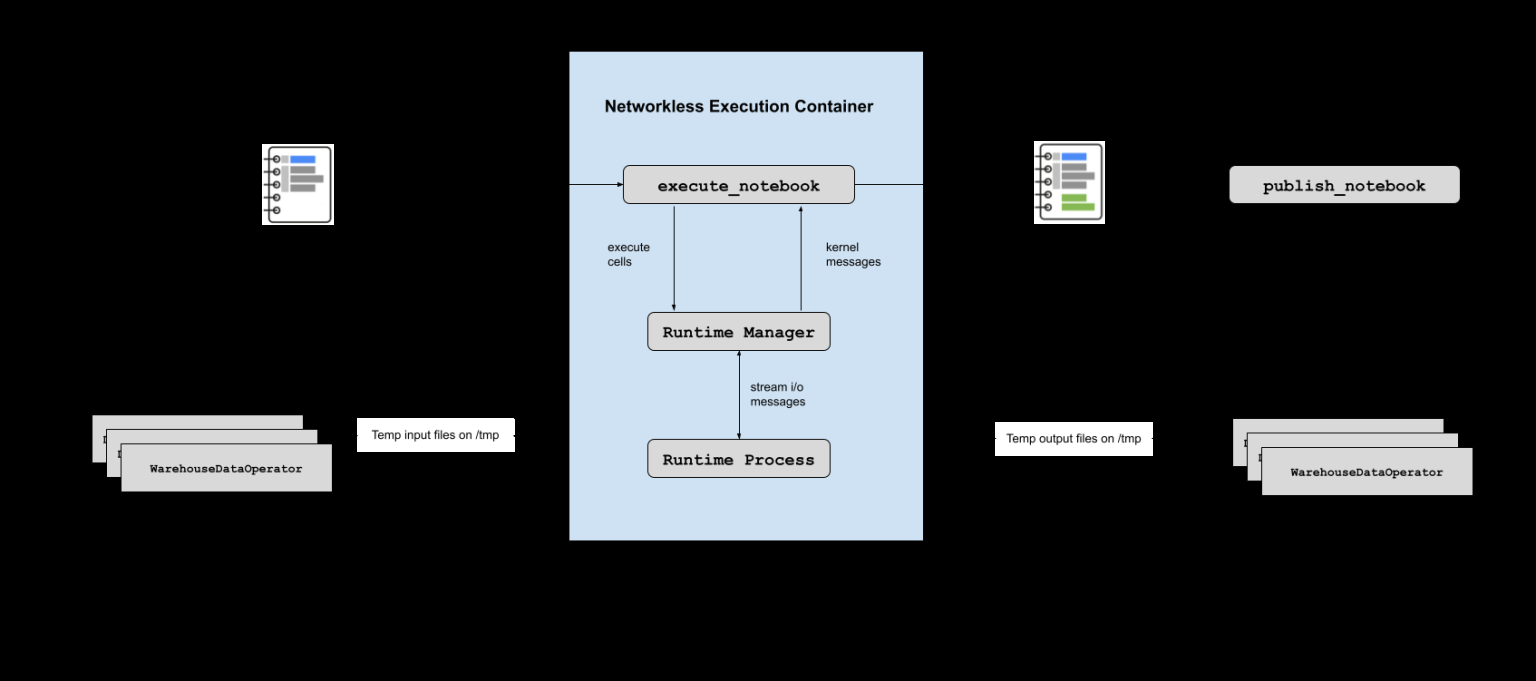 Networkless Execution Container
execute_notebook
publish_notebook
execute
cells
kernel
messages
Runtime Manager
stream i/o
messages
Temp input files on /tmp
Temp output files on /tmp
Runtime Process
WarehouseDataOperator
WarehouseDataOperator